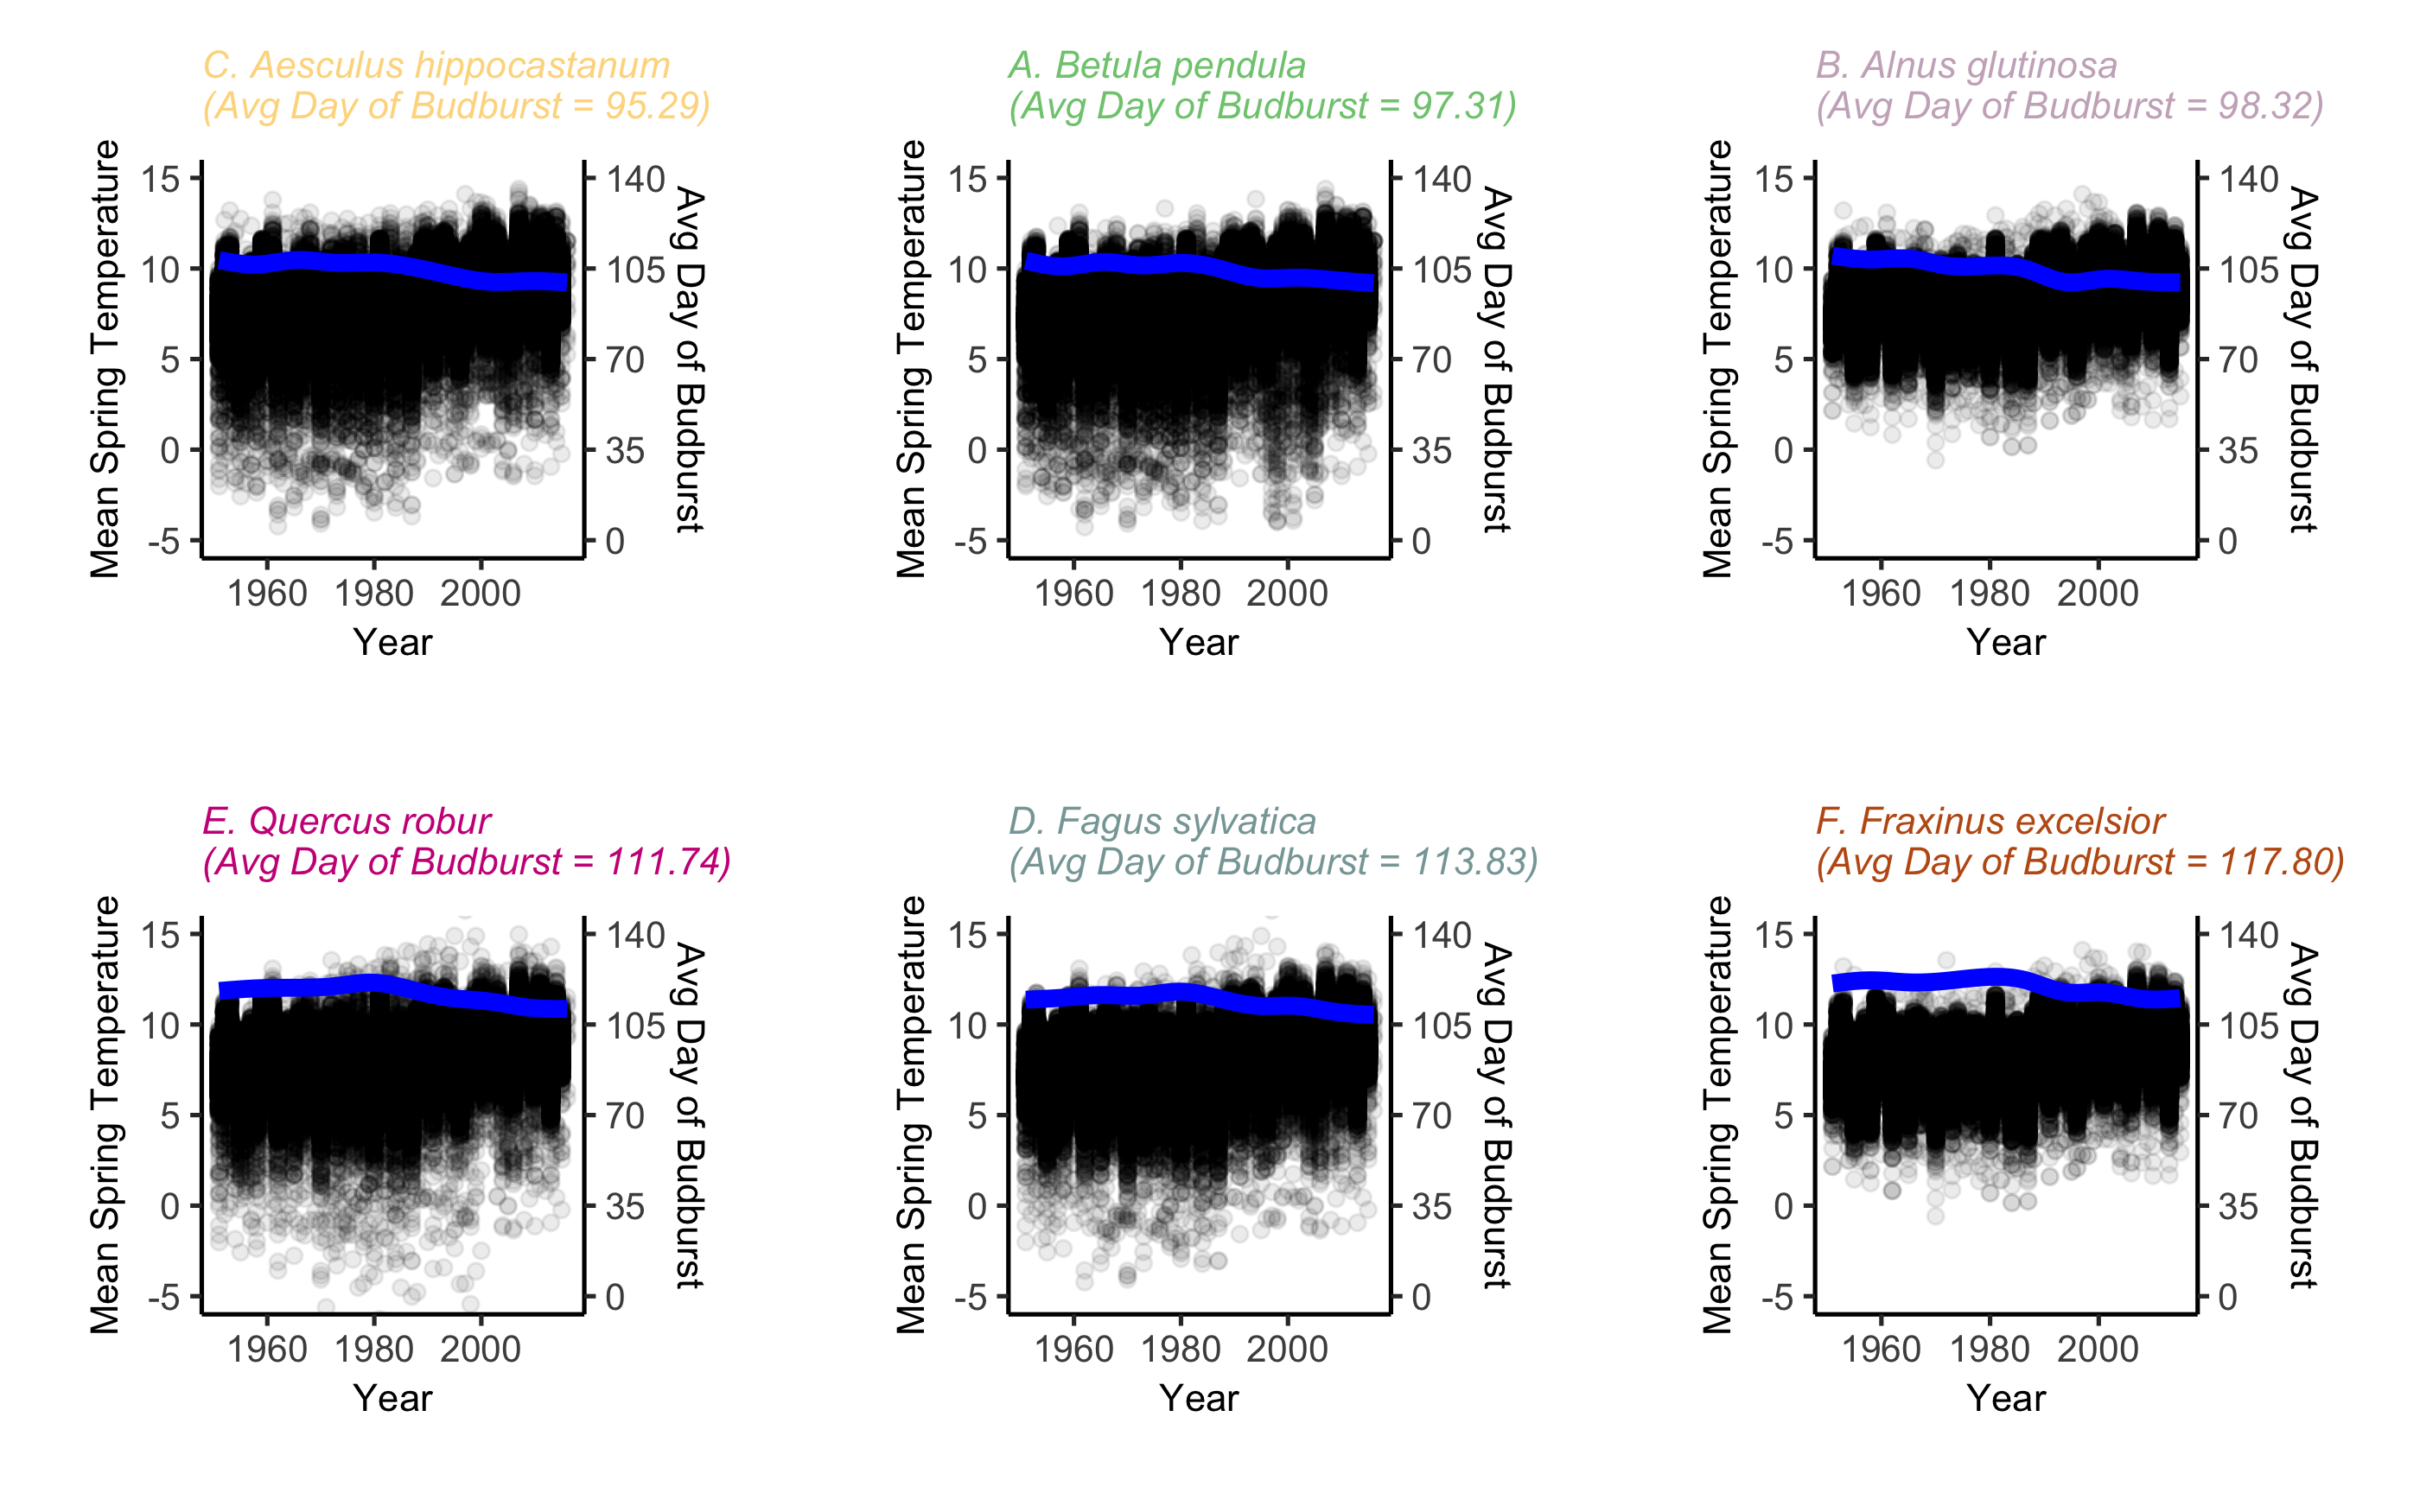 C. Aesculus hippocastanum
(Avg Day of Budburst = 95.29)
Mean Spring Temperature
15
10
5
0
-5
140
105
70
35
0
Avg Day of Budburst
1960 1980 2000
Year
A. Betula pendula
(Avg Day of Budburst = 97.31)
Mean Spring Temperature
15
10
5
0
-5
140
105
70
35
0
Avg Day of Budburst
1960 1980 2000
Year
B. Alnus glutinosa
(Avg Day of Budburst = 98.32)
Mean Spring Temperature
15
10
5
0
-5
140
105
70
35
0
Avg Day of Budburst
1960 1980 2000
Year
E. Quercus robur
(Avg Day of Budburst = 111.74)
Mean Spring Temperature
15
10
5
0
-5
140
105
70
35
0
Avg Day of Budburst
1960 1980 2000
Year
D. Fagus sylvatica
(Avg Day of Budburst = 113.83)
Mean Spring Temperature
15
10
5
0
-5
140
105
70
35
0
Avg Day of Budburst
1960 1980 2000
Year
F. Fraxinus excelsior
(Avg Day of Budburst = 117.80)
Mean Spring Temperature
15
10
5
0
-5
140
105
70
35
0
Avg Day of Budburst
1960 1980 2000
Year